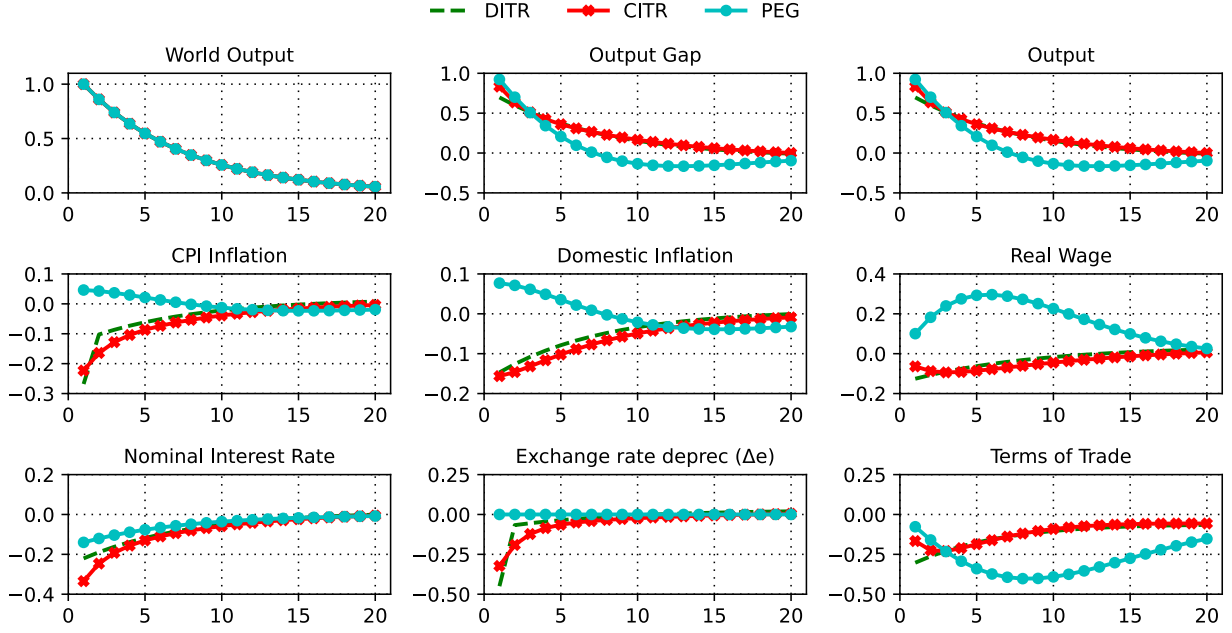 DITR CITR PEG
World Output Output Gap Output
1.0 1.0 1.0
0.5 0.5 0.5
0.0 0.0
0.0 −0.5 −0.5
0 5 10 15 20 0 5 10 15 20 0 5 10 15 20
CPI Inflation Domestic Inflation Real Wage
0.1 0.1 0.4
0.0 0.0
−0.1 0.2
−0.2 −0.1 0.0
−0.3 −0.2 −0.2
0 5 10 15 20 0 5 10 15 20 0 5 10 15 20
Nominal Interest Rate Exchange rate deprec (Δe) Terms of Trade
0.2 0.25 0.25
0.0 0.00 0.00
−0.2 −0.25 −0.25
−0.4 −0.50 −0.50
0 5 10 15 20 0 5 10 15 20 0 5 10 15 20